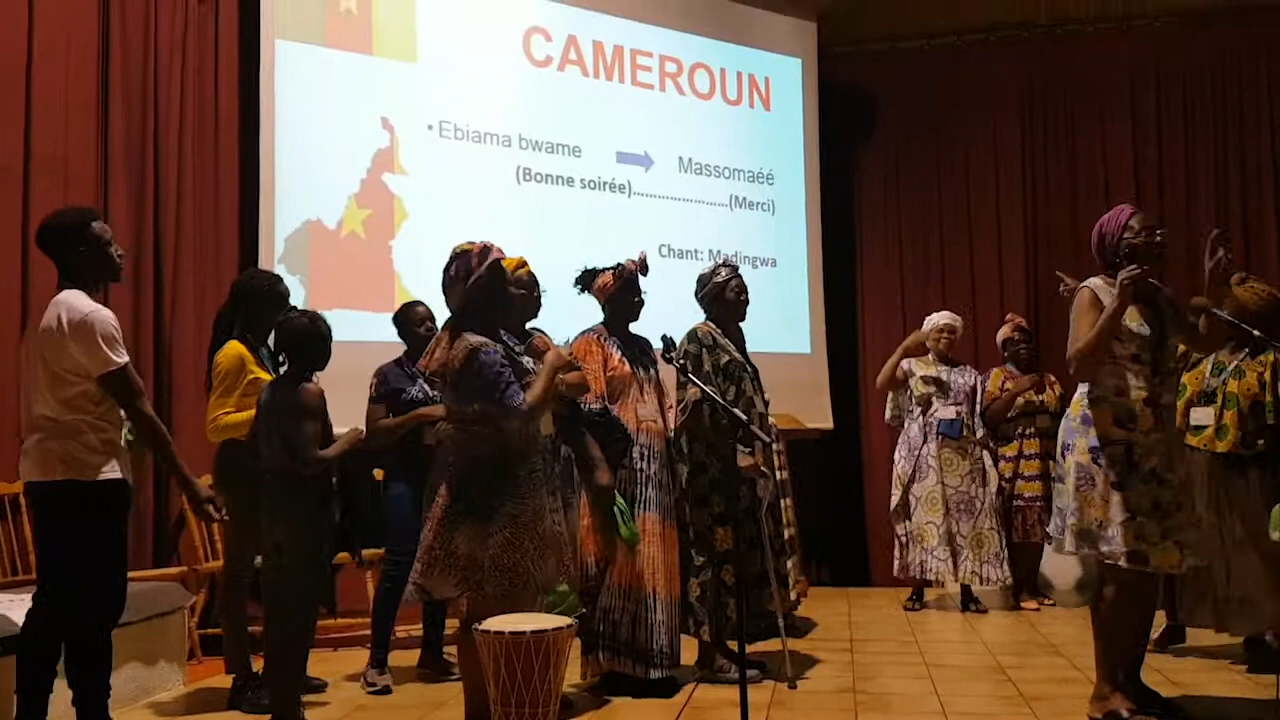 CAMEROUN
• Ebiama bwame
Massomaéé
(Bonne soirée)........................(Merci)
Chant: Madingwa